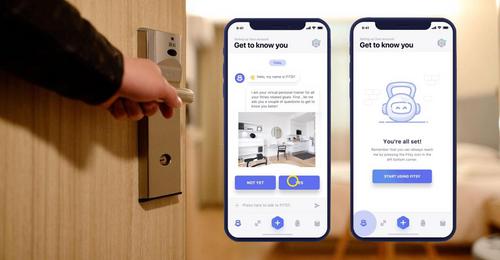 9:41
Setting up your account
Get to know you
Today
Hello, my name is FITSY
I am your virtual personal trainer for all
your fitness related goals. First , let me
ask you a couple of questions to get to
know you better!
NOT YET
YES
Press here to talk to FITSY
9:41
Setting up your account
Get to know you
You're all set!
Remember that you can always reach
me by pressing the Fitsy icon in the
left bottom corner.
START USING FITSY